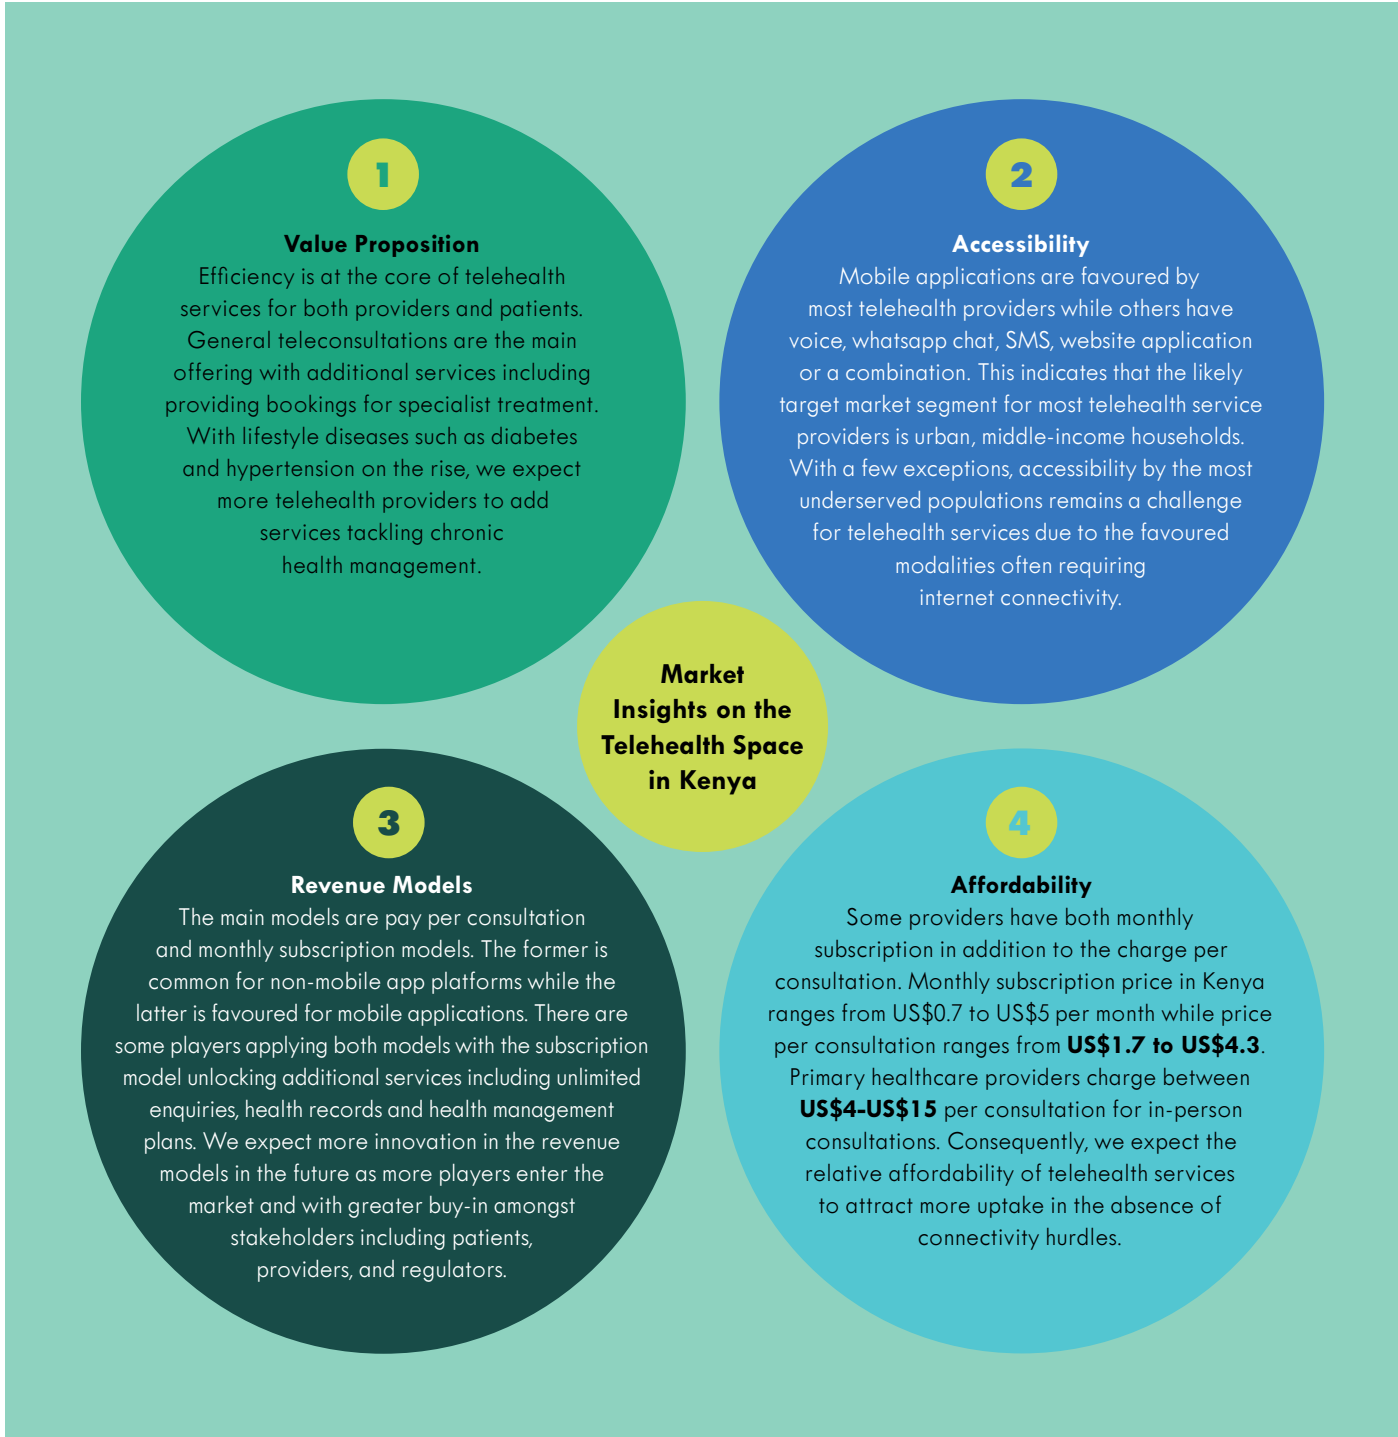 1
Value Proposition
Efficiency is at the core of telehealth
services for both providers and patients.
General teleconsultations are the main
offering with additional services including
providing bookings for specialist treatment.
With lifestyle diseases such as diabetes
and hypertension on the rise, we expect
more telehealth providers to add
services tackling chronic
health management.
2
Accessibility
Mobile applications are favoured by
most telehealth providers while others have
voice, whatsapp chat, SMS, website application
or a combination. This indicates that the likely
target market segment for most telehealth service
providers is urban, middle-income households.
With a few exceptions, accessibility by the most
underserved populations remains a challenge
for telehealth services due to the favoured
modalities often requiring
internet connectivity.
Market
Insights on the
Telehealth Space
in Kenya
3
Revenue Models
The main models are pay per consultation
and monthly subscription models. The former is
common for non-mobile app platforms while the
latter is favoured for mobile applications. There are
some players applying both models with the subscription
model unlocking additional services including unlimited
enquiries, health records and health management
plans. We expect more innovation in the revenue
models in the future as more players enter the
market and with greater buy-in amongst
stakeholders including patients,
providers, and regulators.
4
Affordability
Some providers have both monthly
subscription in addition to the charge per
consultation. Monthly subscription price in Kenya
ranges from US$0.7 to US$5 per month while price
per consultation ranges from US$1.7 to US$4.3.
Primary healthcare providers charge between
US$4-US$15 per consultation for in-person
consultations. Consequently, we expect the
relative affordability of telehealth services
to attract more uptake in the absence of
connectivity hurdles.